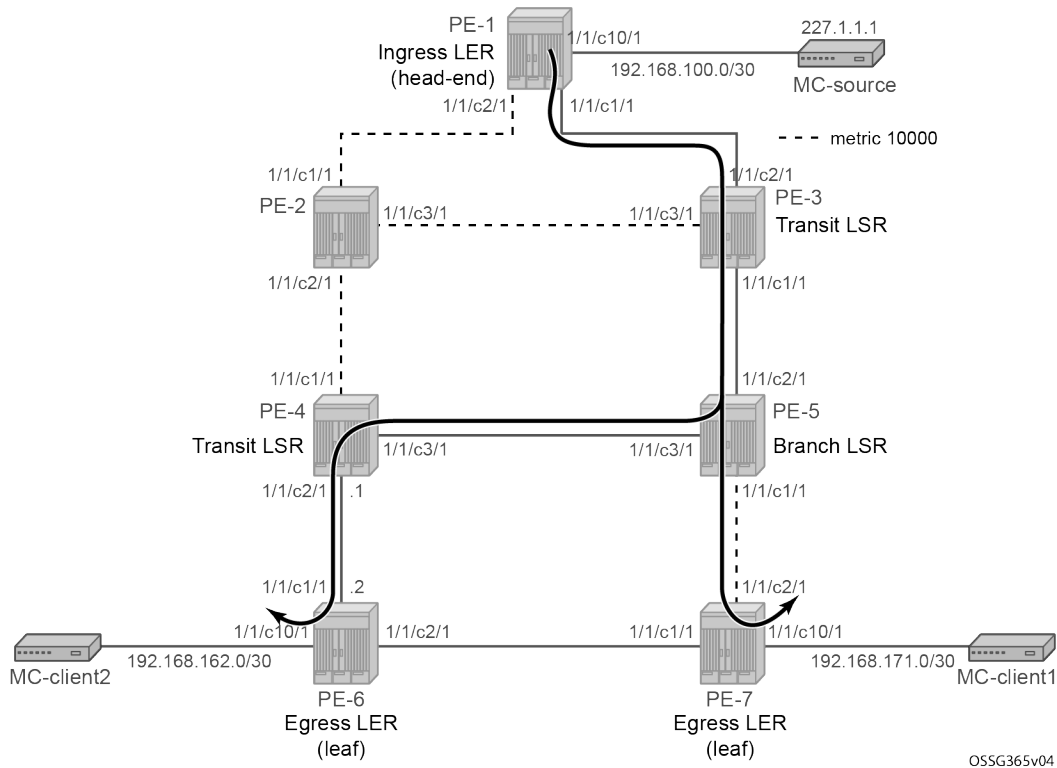 PE-1
1/1/c10/1
227.1.1.1
Ingress LER
(head-end)
192.168.100.0/30
MC-source
1/1/c2/1
1/1/c1/1
metric 10000
1/1/c1/1
1/1/c2/1
PE-2
PE-3
1/1/c3/1
1/1/c3/1
Transit LSR
1/1/c2/1
1/1/c1/1
1/1/c1/1
1/1/c2/1
PE-4
PE-5
Transit LSR
1/1/c3/1
1/1/c3/1
Branch LSR
1/1/c2/1
.1
1/1/c1/1
1/1/c1/1
.2
1/1/c2/1
1/1/c10/1
1/1/c2/1
1/1/c1/1
1/1/c10/1
192.168.162.0/30
192.168.171.0/30
MC-client2
MC-client1
PE-6
PE-7
Egress LER
(leaf)
Egress LER
(leaf)
OSSG365v04